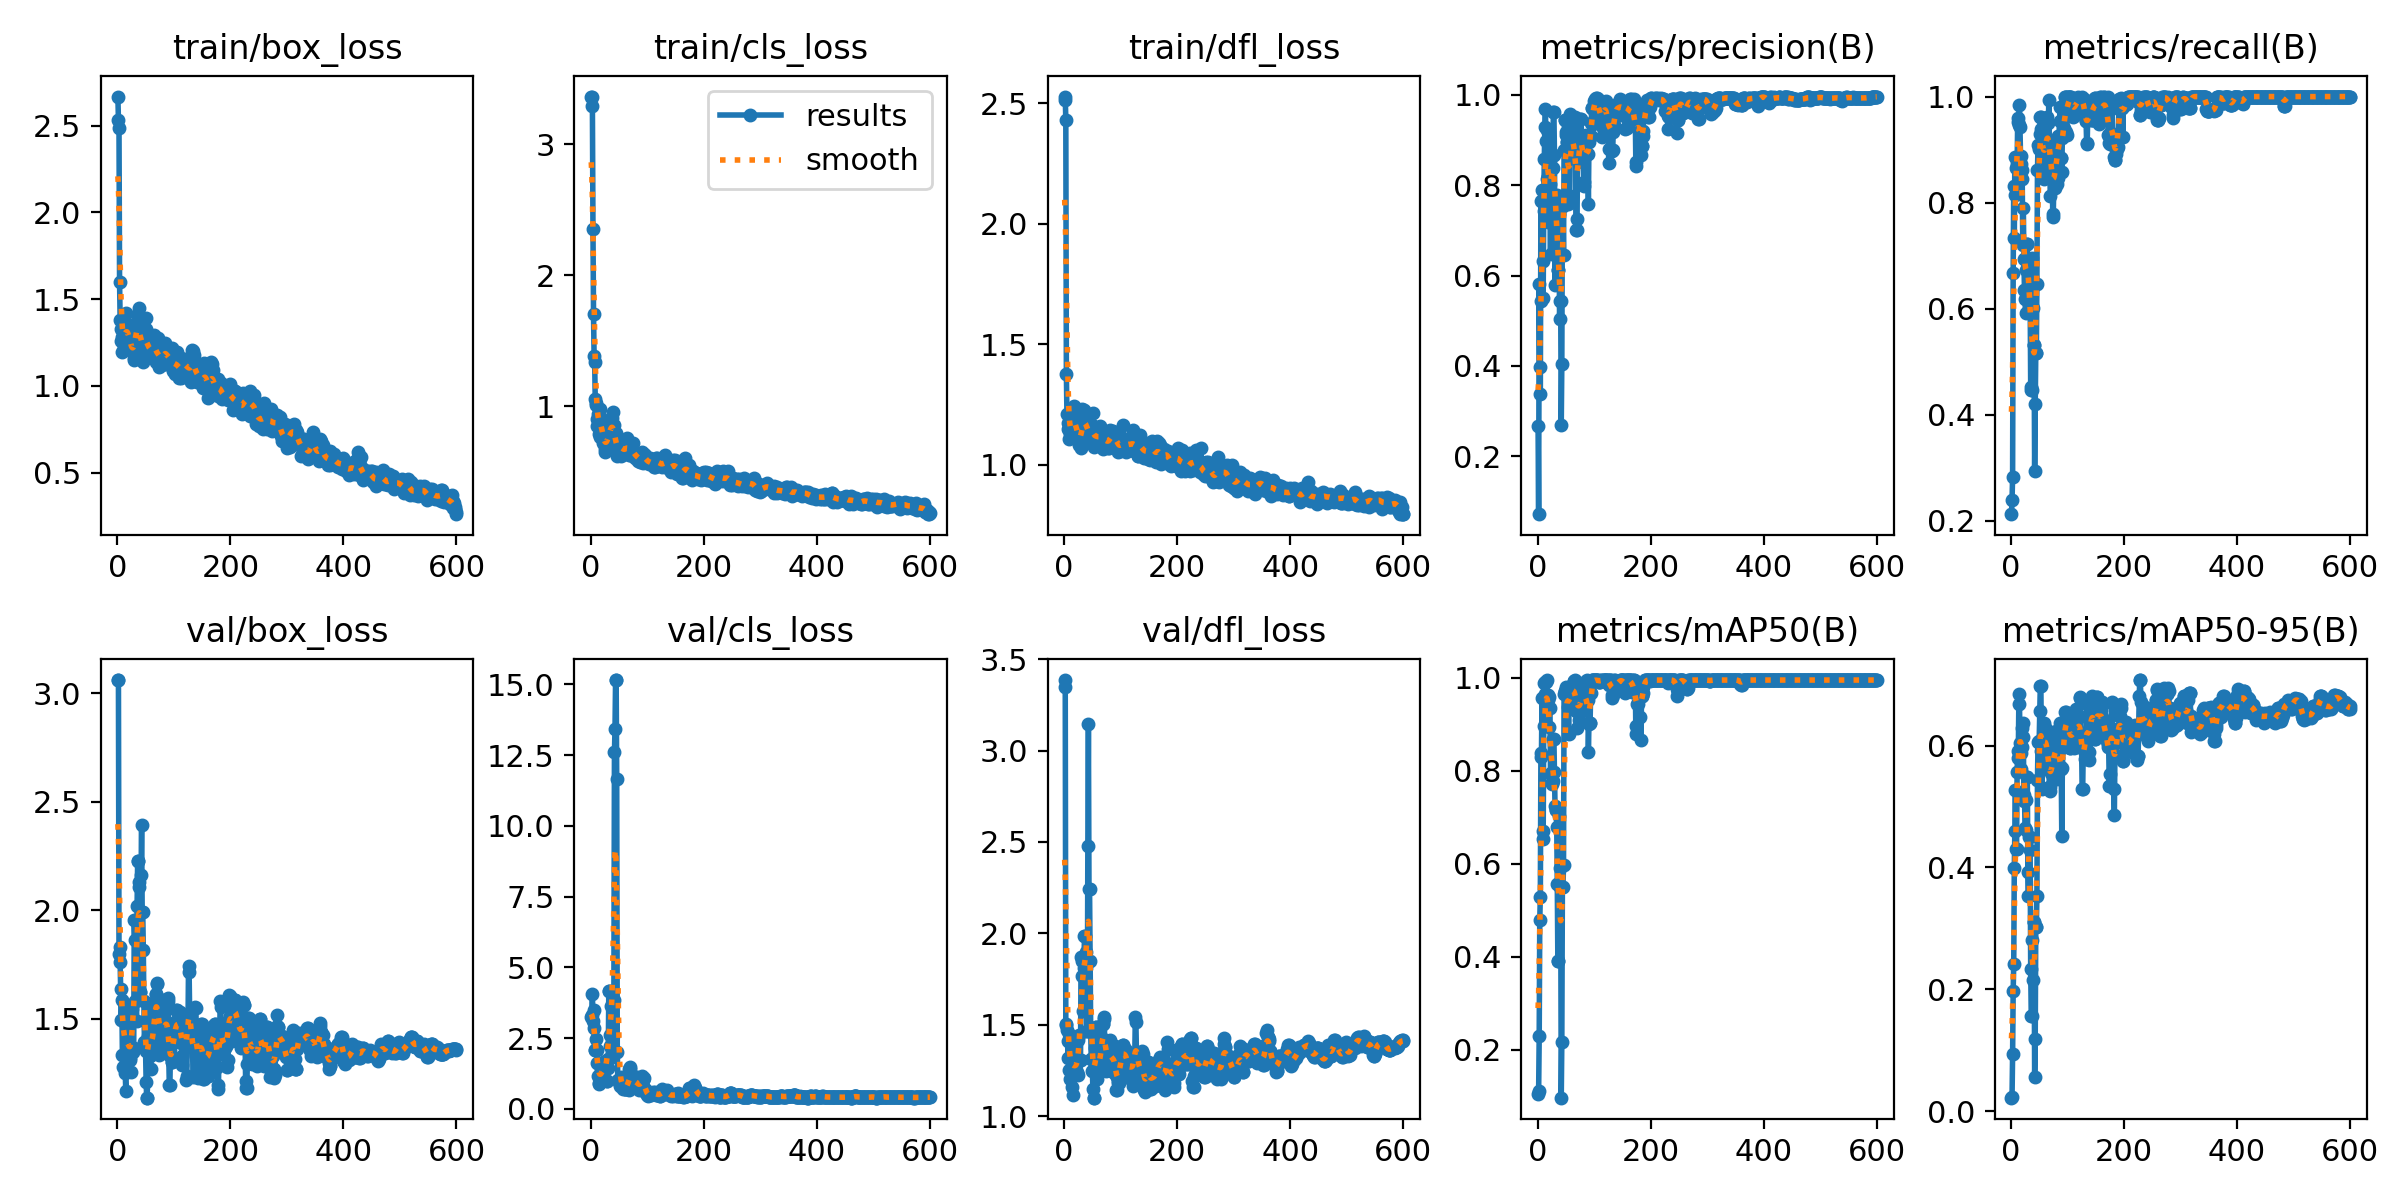 train/box_loss
train/cls_loss
train/dfl_loss
metrics/precision(B)
metrics/recall(B)
2.5
2.0
1.5
1.0
0.5
0 200 400 600
results
smooth
3
2
1
0 200 400 600
2.5
2.0
1.5
1.0
0 200 400 600
1.0
0.8
0.6
0.4
0.2
0 200 400 600
1.0
0.8
0.6
0.4
0.2
0 200 400 600
val/box_loss
val/cls_loss
val/dfl_loss
metrics/mAP50(B)
metrics/mAP50-95(B)
3.0
2.5
2.0
1.5
0 200 400 600
15.0
12.5
10.0
7.5
5.0
2.5
0.0
0 200 400 600
3.5
3.0
2.5
2.0
1.5
1.0
0 200 400 600
1.0
0.8
0.6
0.4
0.2
0 200 400 600
0.6
0.4
0.2
0.0
0 200 400 600